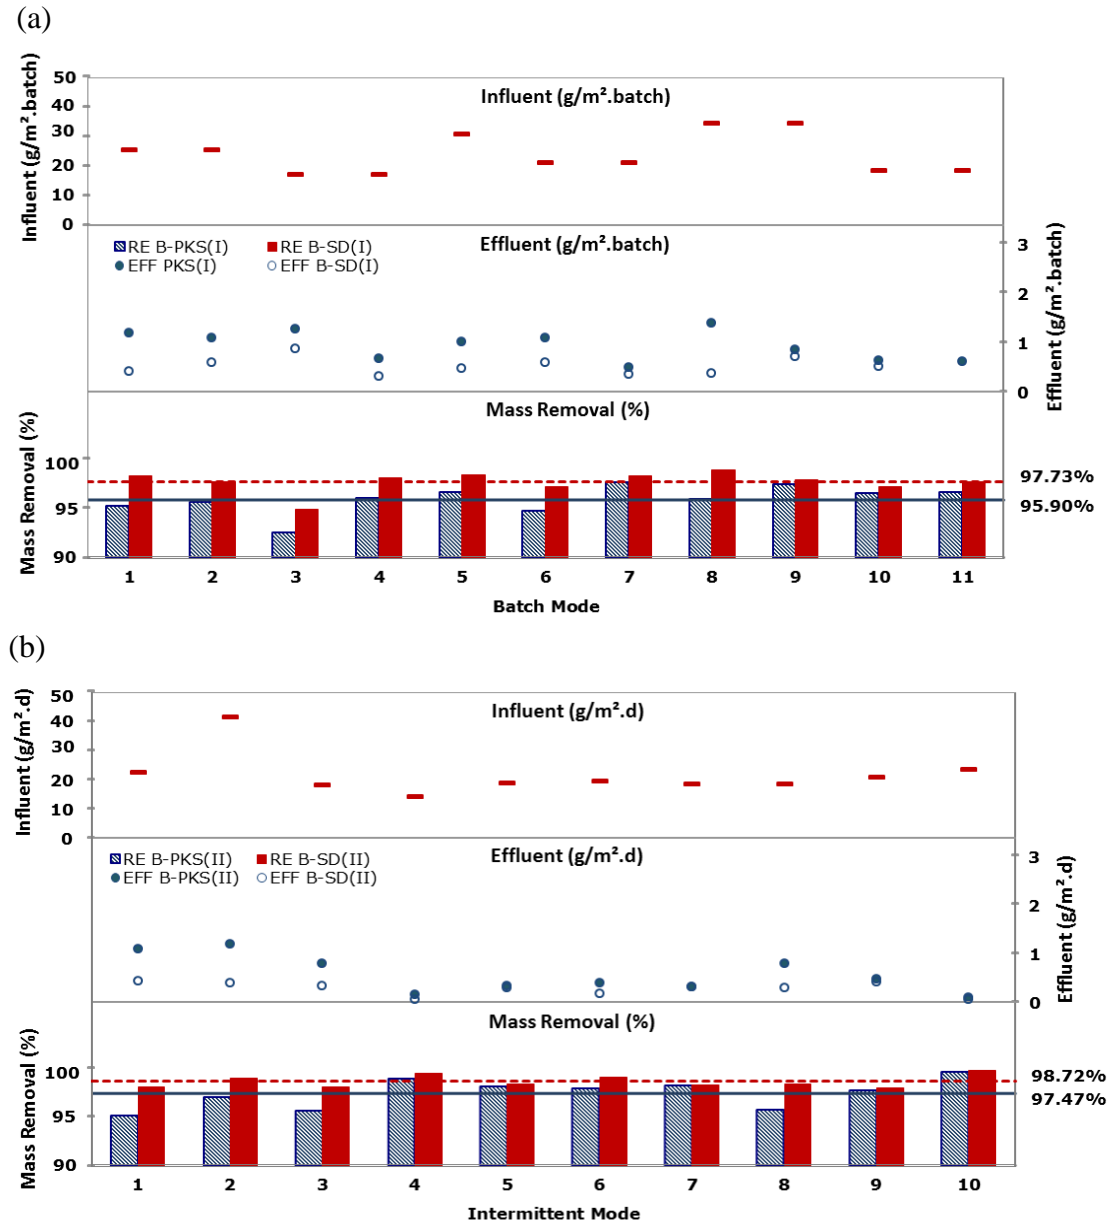 (a)
Influent (g/m².batch)
50
40
30
20
10
0
Influent (g/m².batch)
RE B-PKS(I)
RE B-SD(I)
EFF PKS(I)
EFF B-SD(I)
Effluent (g/m².batch)
3
2
1
0
Effluent (g/m².batch)
Mass Removal (%)
Mass Removal (%)
100
95
90
97.73%
95.90%
1 2 3 4 5 6 7 8 9 10 11
Batch Mode
(b)
Influent (g/m².d)
50
40
30
20
10
0
Influent (g/m².d)
RE B-PKS(II)
RE B-SD(II)
EFF B-PKS(II)
EFF B-SD(II)
Effluent (g/m².d)
3
2
1
0
Effluent (g/m².d)
Mass Removal (%)
Mass Removal (%)
100
95
90
98.72%
97.47%
1 2 3 4 5 6 7 8 9 10
Intermittent Mode